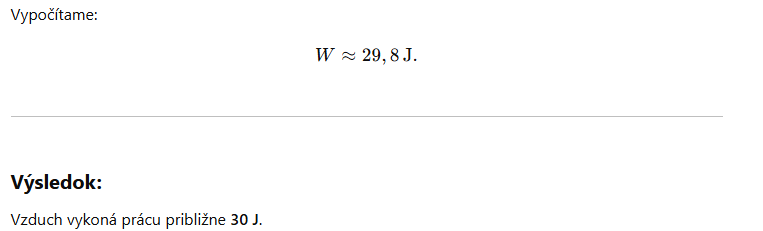 Vypočítame:
W ≈ 29,8 J.
Výsledok:
Vzduch vykoná prácu približne 30 J.